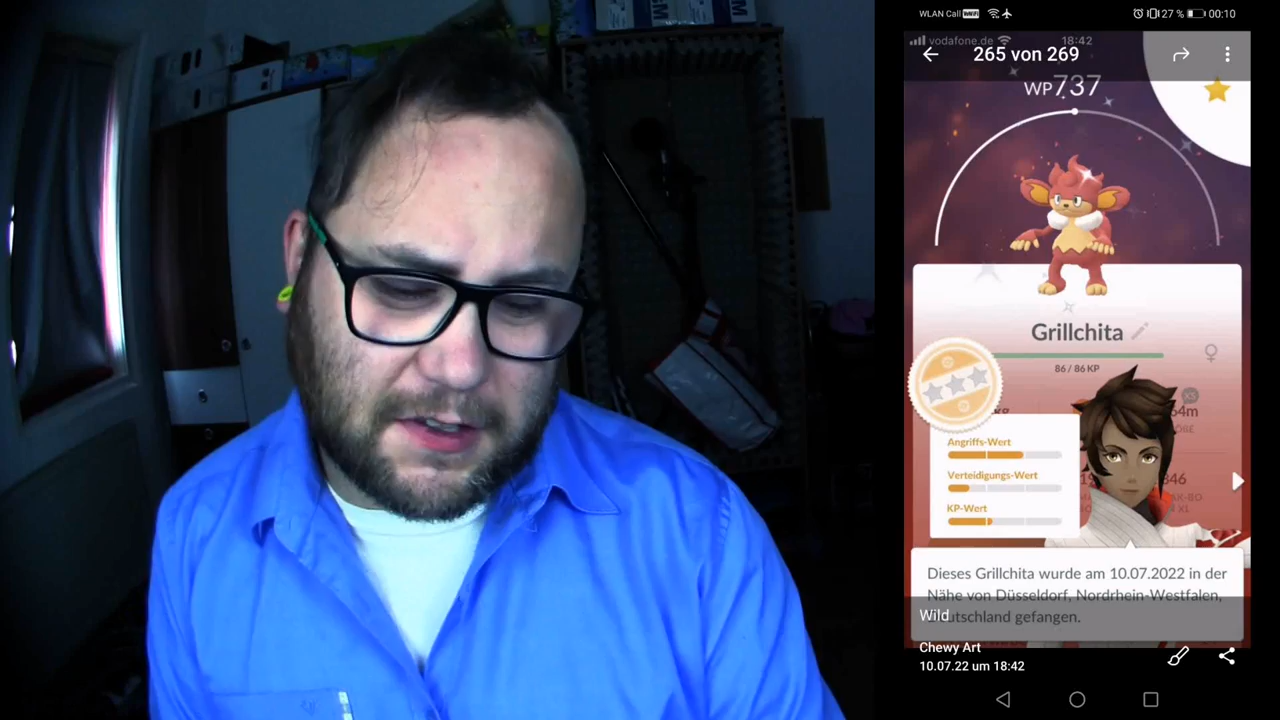 WLAN Call 27 % 00:10
vodafone.de 18:42
265 von 269
WP737
Grillchita
86 / 86 KP
Angriffs-Wert
Verteidigungs-Wert
KP-Wert
Dieses Grillchita wurde am 10.07.2022 in der
Nähe von Düsseldorf, Nordrhein-Westfalen,
Deutschland gefangen.
Wild
Chewy Art
10.07.22 um 18:42